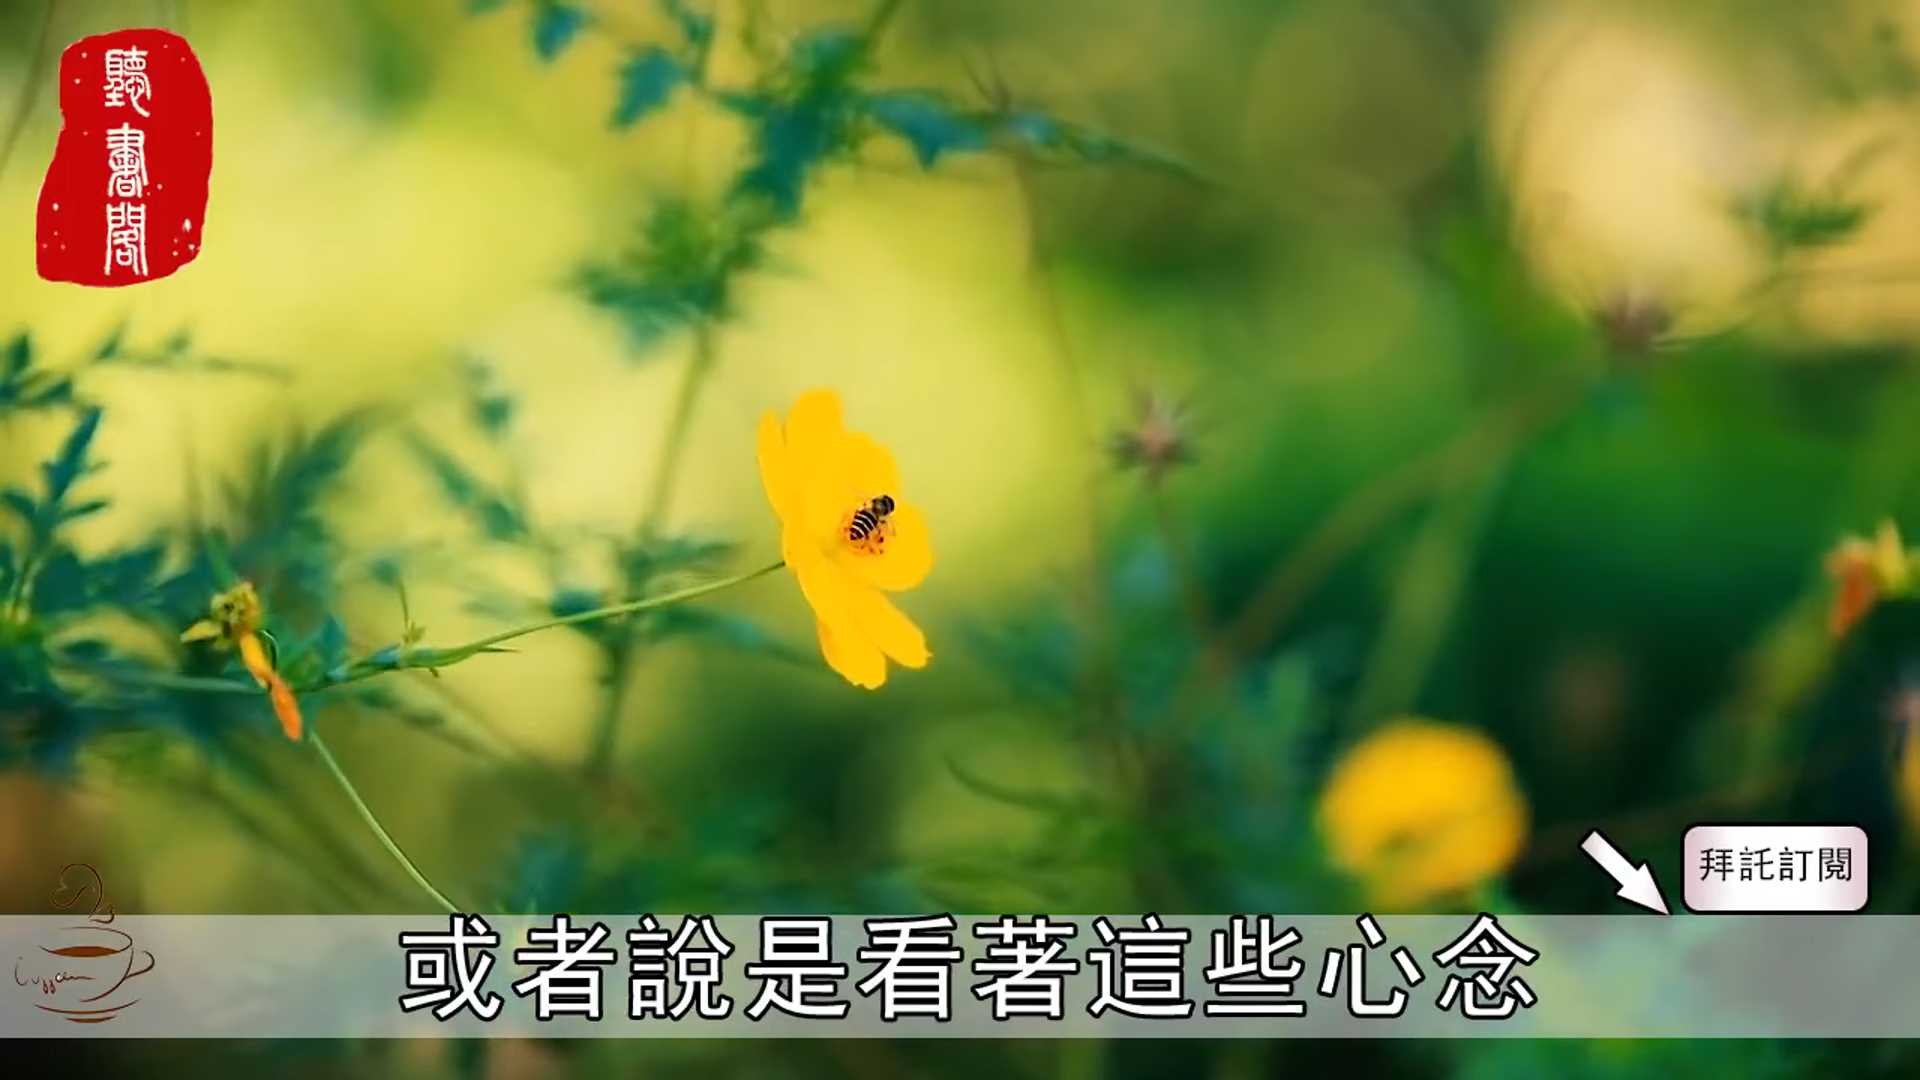 聽
書
閣
拜託訂閱
或者說是看著這些心念